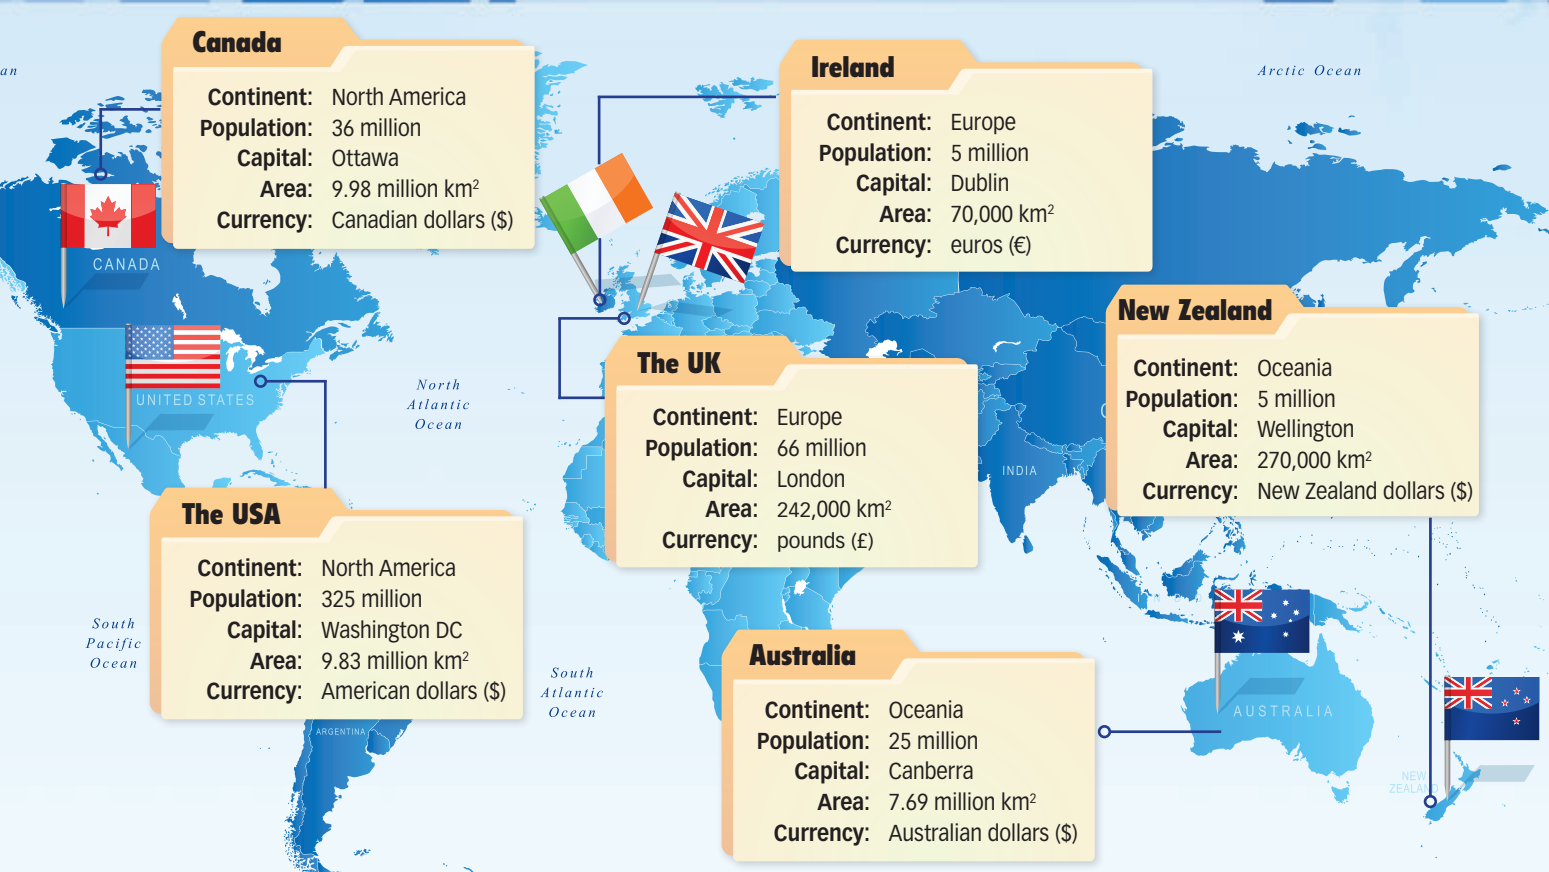 an
Arctic Ocean
Canada
Continent: North America
Population: 36 million
Capital: Ottawa
Area: 9.98 million km²
Currency: Canadian dollars ($)
Ireland
Continent: Europe
Population: 5 million
Capital: Dublin
Area: 70,000 km²
Currency: euros (€)
CANADA
UNITED STATES
North
Atlantic
Ocean
The UK
Continent: Europe
Population: 66 million
Capital: London
Area: 242,000 km²
Currency: pounds (£)
New Zealand
Continent: Oceania
Population: 5 million
Capital: Wellington
Area: 270,000 km²
Currency: New Zealand dollars ($)
INDIA
The USA
Continent: North America
Population: 325 million
Capital: Washington DC
Area: 9.83 million km²
Currency: American dollars ($)
South
Pacific
Ocean
South
Atlantic
Ocean
ARGENTINA
Australia
Continent: Oceania
Population: 25 million
Capital: Canberra
Area: 7.69 million km²
Currency: Australian dollars ($)
AUSTRALIA
NEW
ZEALAND